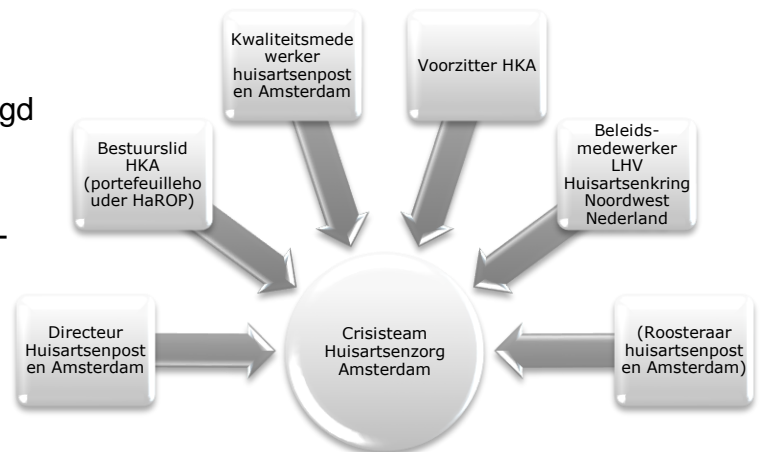 gd
-
Kwaliteitsmede
werker
huisartsenpost
en Amsterdam
Voorzitter HKA
Bestuurslid
HKA
(portefeuilleho
uder HaROP)
Beleids-
medewerker
LHV
Huisartsenkring
Noordwest
Nederland
Directeur
Huisartsenpost
en Amsterdam
Crisisteam
Huisartsenzorg
Amsterdam
(Roosteraar
huisartsenpost
en Amsterdam)